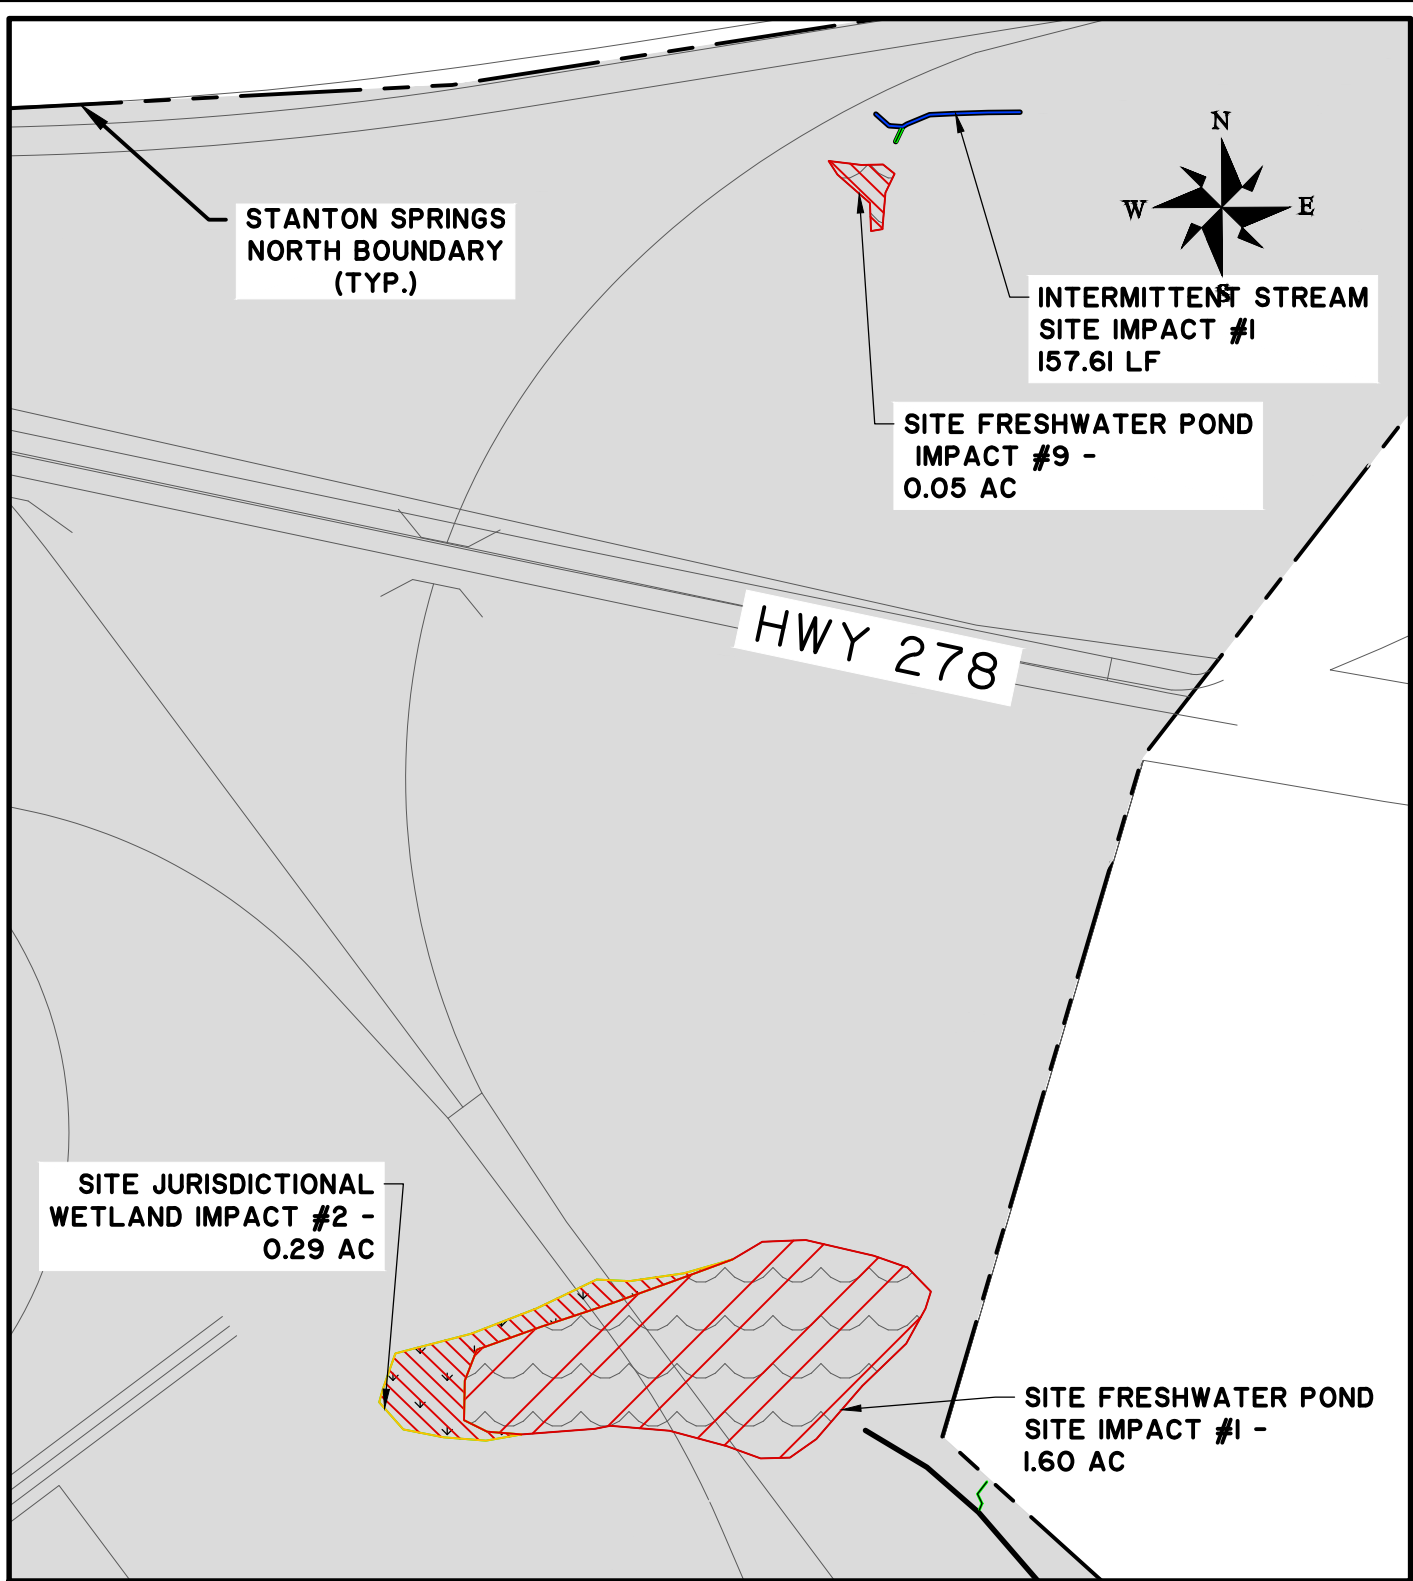 N
W
E
S
STANTON SPRINGS
NORTH BOUNDARY
(TYP.)
INTERMITTENT STREAM
SITE IMPACT #1
157.61 LF
SITE FRESHWATER POND
IMPACT #9 -
0.05 AC
HWY 278
SITE JURISDICTIONAL
WETLAND IMPACT #2 -
0.29 AC
SITE FRESHWATER POND
SITE IMPACT #1 -
1.60 AC